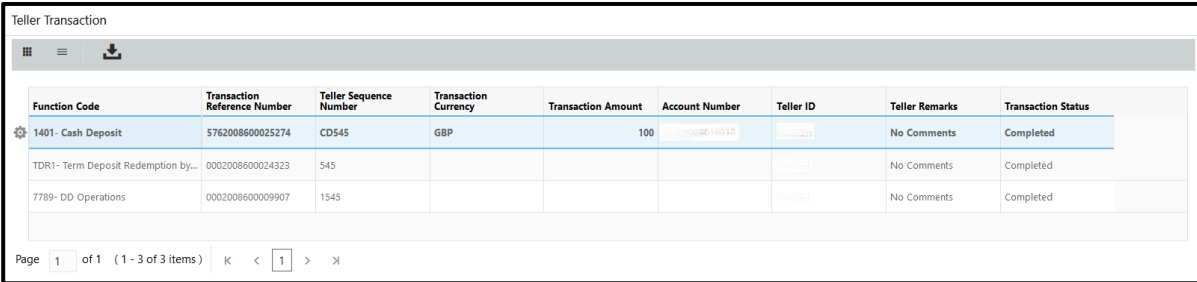 Teller Transaction
Function Code Transaction Reference Number Teller Sequence Number Transaction Currency Transaction Amount Account Number Teller ID Teller Remarks Transaction Status
1401- Cash Deposit 5762008600025274 CD545 GBP 100 No Comments Completed
TDR1- Term Deposit Redemption by... 0002008600024323 545 No Comments Completed
7789- DD Operations 0002008600009907 1545 No Comments Completed
Page 1 of 1 ( 1 - 3 of 3 items ) 1